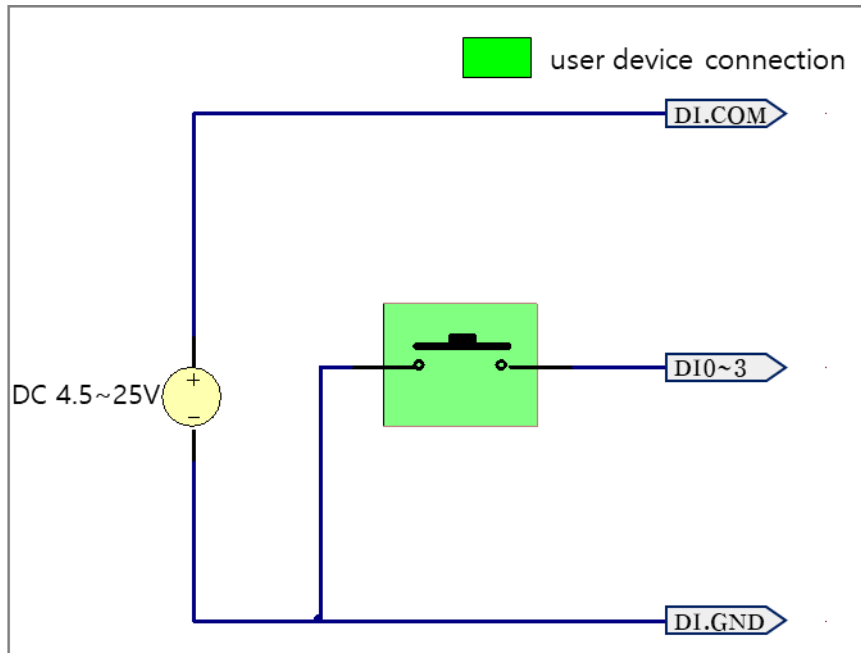 user device connection
DI.COM
DC 4.5~25V
+
−
DI0~3
DI.GND